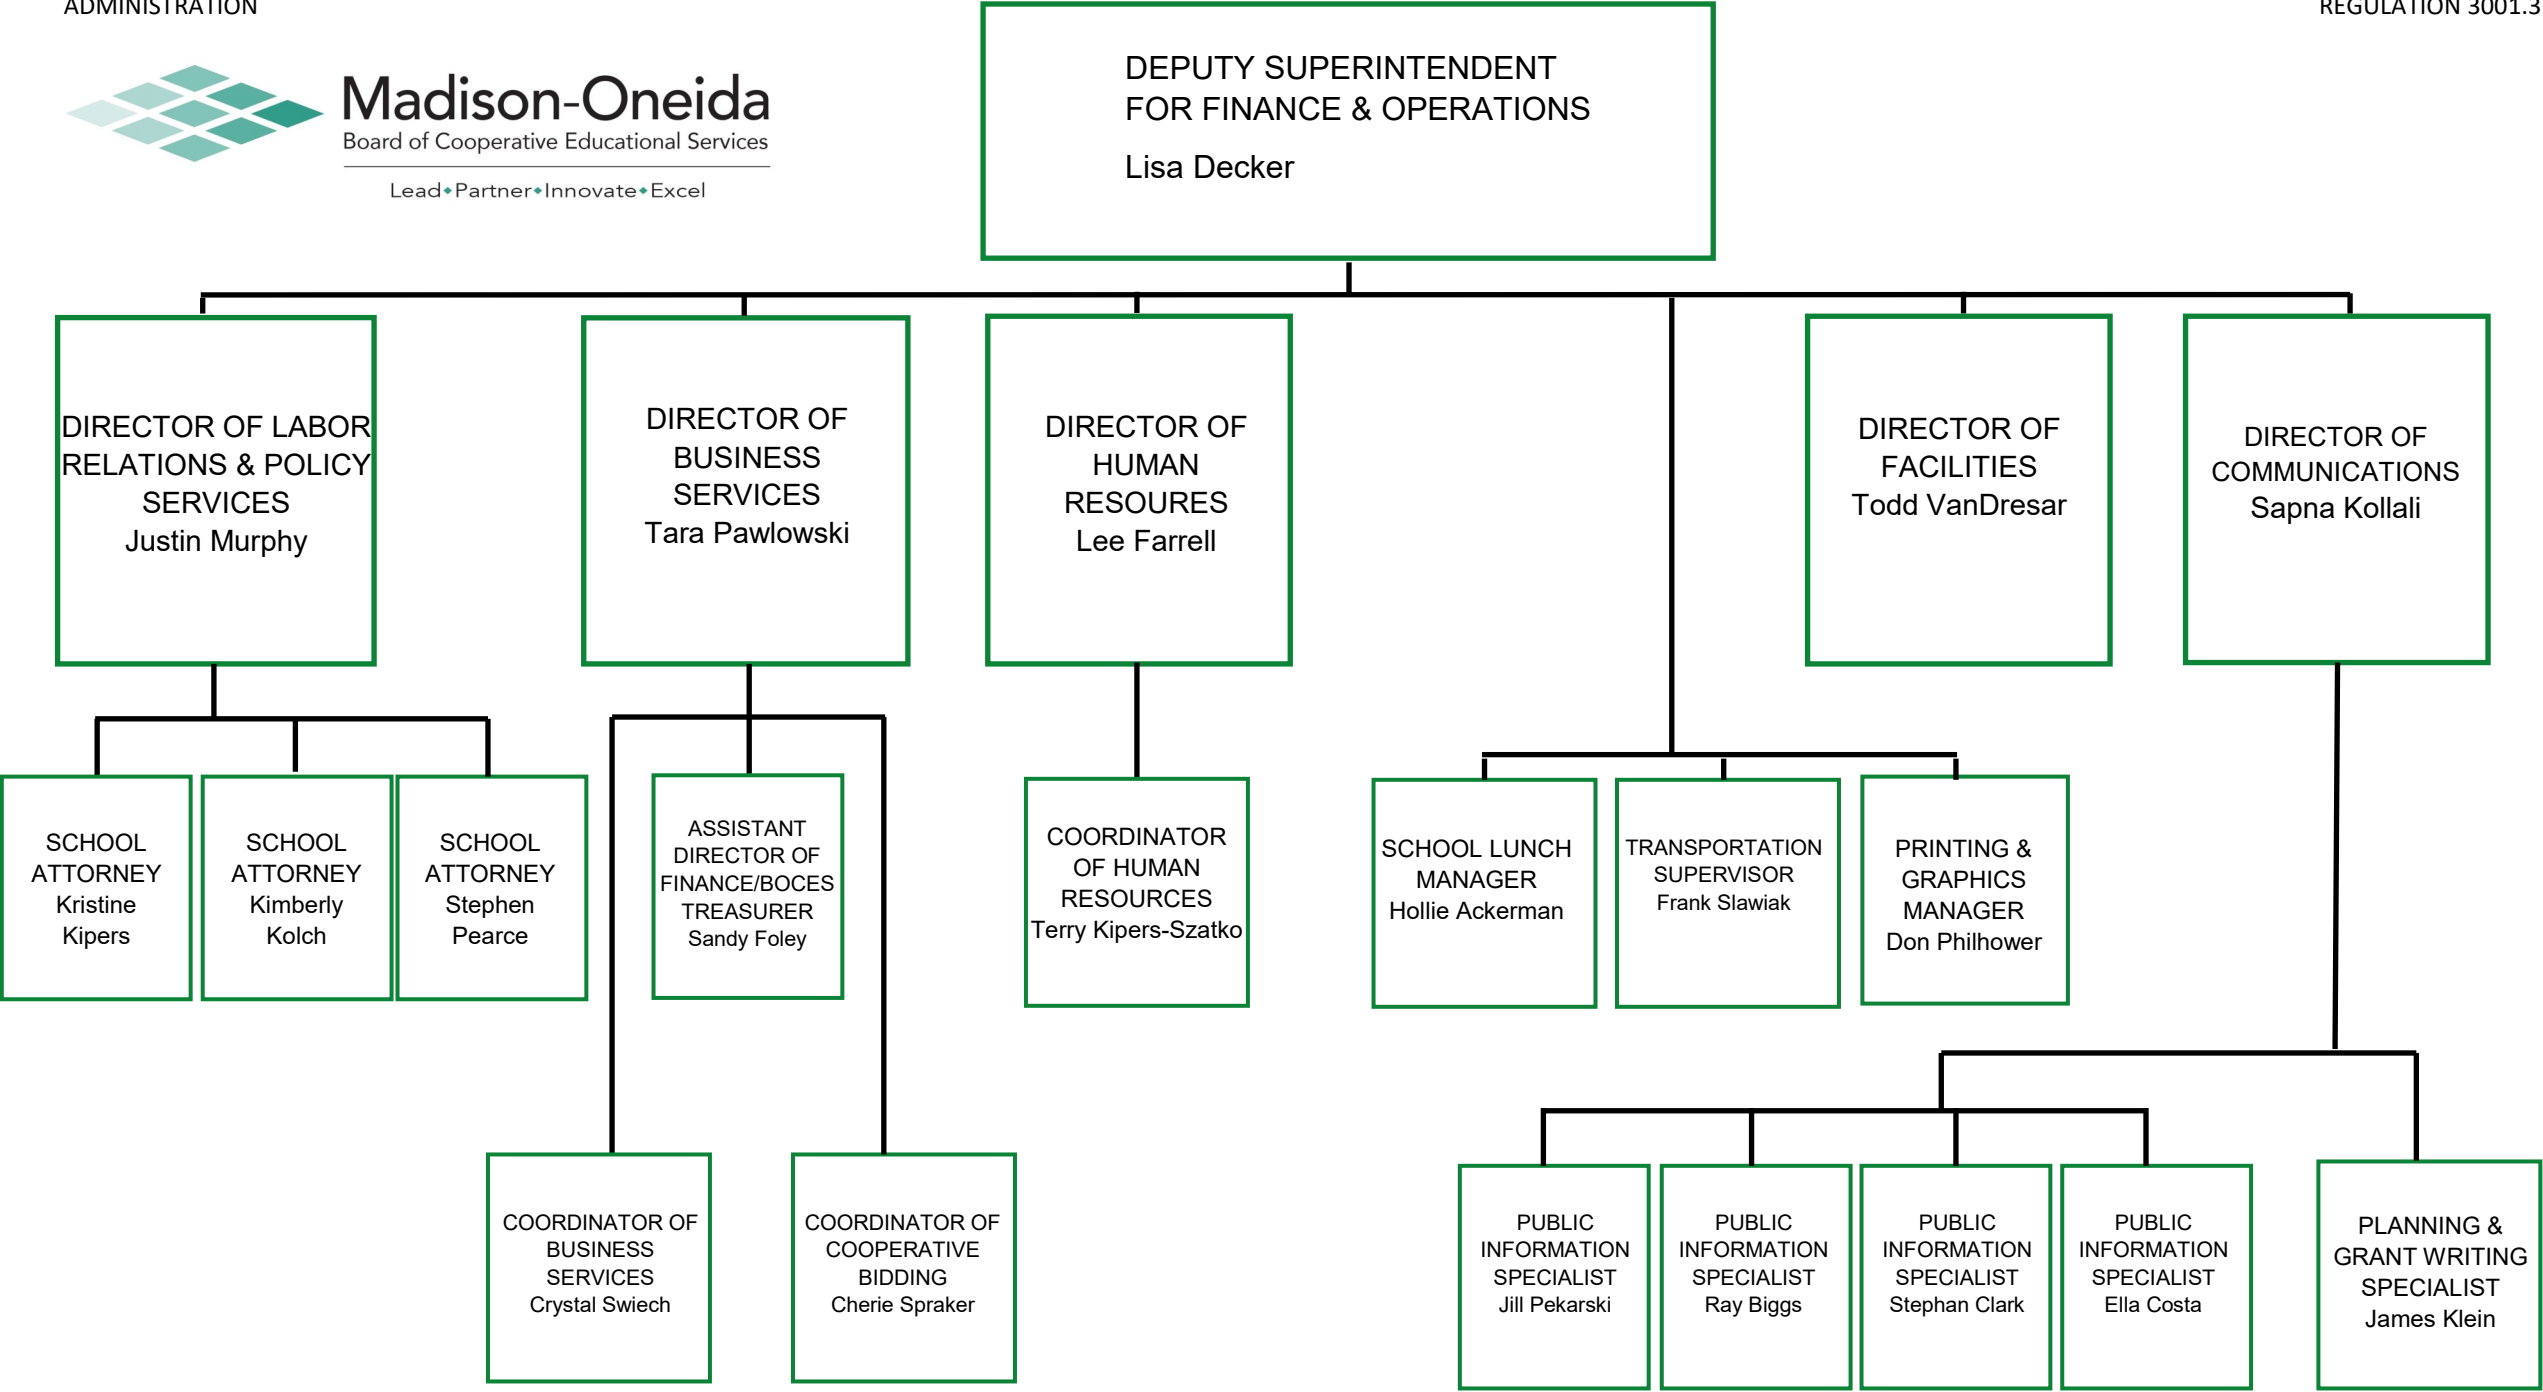 ADMINISTRATION
REGULATION 3001.3
Madison-Oneida
Board of Cooperative Educational Services
Lead◆Partner◆Innovate◆Excel
DEPUTY SUPERINTENDENT
FOR FINANCE & OPERATIONS
Lisa Decker
DIRECTOR OF LABOR
RELATIONS & POLICY
SERVICES
Justin Murphy
DIRECTOR OF
BUSINESS
SERVICES
Tara Pawlowski
DIRECTOR OF
HUMAN
RESOURES
Lee Farrell
DIRECTOR OF
FACILITIES
Todd VanDresar
DIRECTOR OF
COMMUNICATIONS
Sapna Kollali
SCHOOL
ATTORNEY
Kristine
Kipers
SCHOOL
ATTORNEY
Kimberly
Kolch
SCHOOL
ATTORNEY
Stephen
Pearce
ASSISTANT
DIRECTOR OF
FINANCE/BOCES
TREASURER
Sandy Foley
COORDINATOR
OF HUMAN
RESOURCES
Terry Kipers-Szatko
SCHOOL LUNCH
MANAGER
Hollie Ackerman
TRANSPORTATION
SUPERVISOR
Frank Slawiak
PRINTING &
GRAPHICS
MANAGER
Don Philhower
COORDINATOR OF
BUSINESS
SERVICES
Crystal Swiech
COORDINATOR OF
COOPERATIVE
BIDDING
Cherie Spraker
PUBLIC
INFORMATION
SPECIALIST
Jill Pekarski
PUBLIC
INFORMATION
SPECIALIST
Ray Biggs
PUBLIC
INFORMATION
SPECIALIST
Stephan Clark
PUBLIC
INFORMATION
SPECIALIST
Ella Costa
PLANNING &
GRANT WRITING
SPECIALIST
James Klein